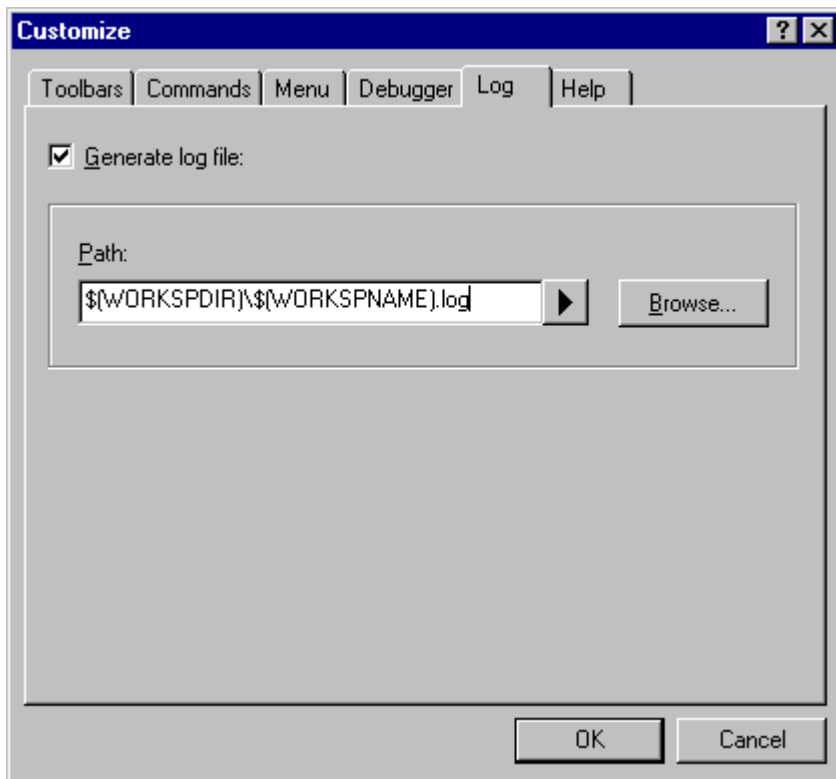 Customize
Toolbars Commands Menu Debugger Log Help
Generate log file:
Path:
$(WORKSPDIR)\$(WORKSPNAME).log
Browse...
OK Cancel